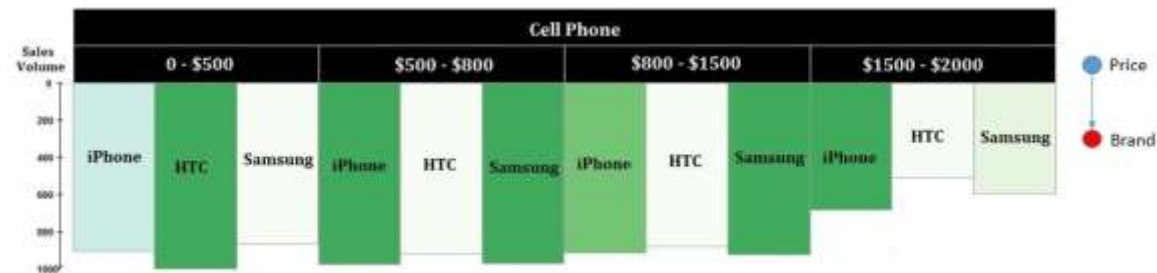 Cell Phone
Sales
Volume
0 - $500
$500 - $800
$800 - $1500
$1500 - $2000
Price
Brand
0
200
400
600
800
1000
iPhone
HTC
Samsung
iPhone
HTC
Samsung
iPhone
HTC
Samsung
iPhone
HTC
Samsung